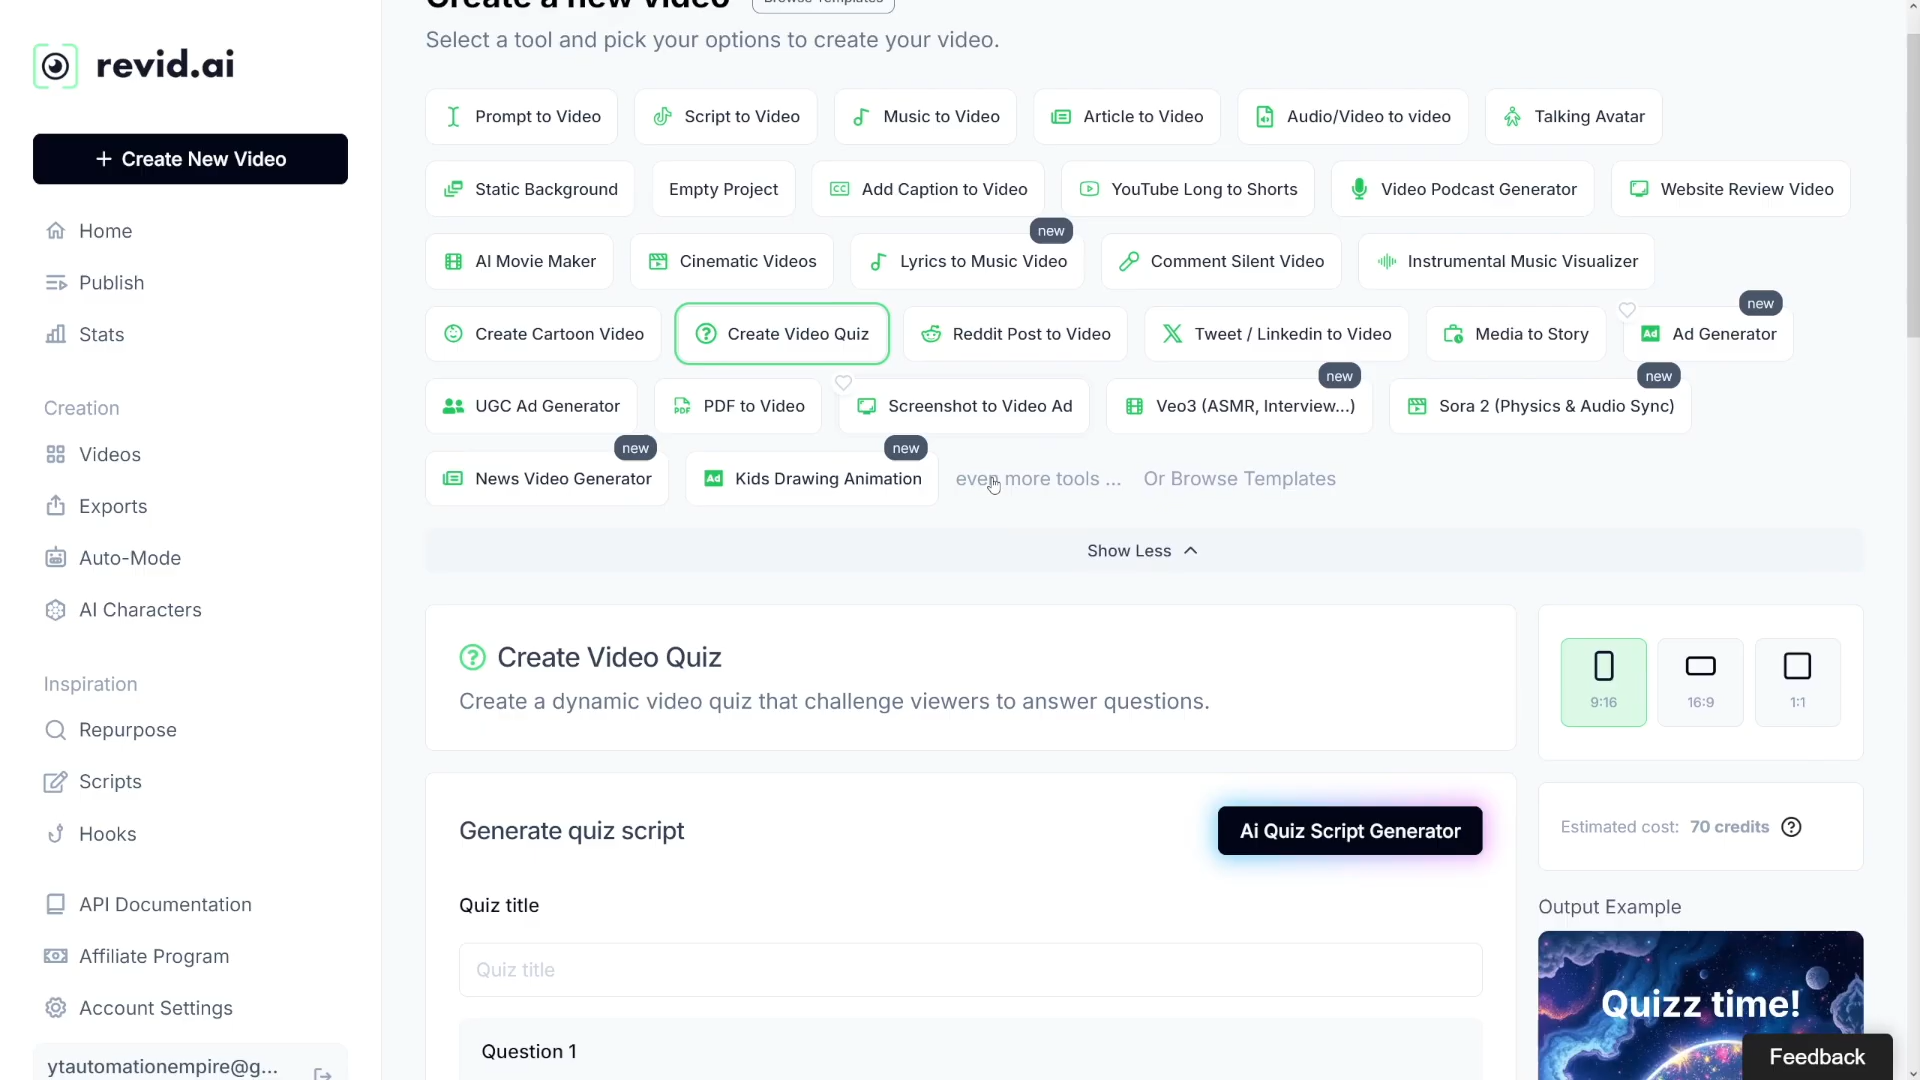 Create a new video Browse Templates
Select a tool and pick your options to create your video.
revid.ai
+ Create New Video
Home
Publish
Stats
Creation
Videos
Exports
Auto-Mode
AI Characters
Inspiration
Repurpose
Scripts
Hooks
API Documentation
Affiliate Program
Account Settings
ytautomationempire@g...
Prompt to Video Script to Video Music to Video Article to Video Audio/Video to video Talking Avatar
Static Background Empty Project CC Add Caption to Video YouTube Long to Shorts Video Podcast Generator Website Review Video
new
AI Movie Maker Cinematic Videos Lyrics to Music Video Comment Silent Video Instrumental Music Visualizer
new
Create Cartoon Video Create Video Quiz Reddit Post to Video Tweet / Linkedin to Video Media to Story Ad Ad Generator
new new
UGC Ad Generator PDF PDF to Video Screenshot to Video Ad Veo3 (ASMR, Interview...) Sora 2 (Physics & Audio Sync)
new new
News Video Generator Ad Kids Drawing Animation even more tools ... Or Browse Templates
Show Less
Create Video Quiz
Create a dynamic video quiz that challenge viewers to answer questions.
9:16 16:9 1:1
Generate quiz script
Ai Quiz Script Generator
Estimated cost: 70 credits
Quiz title
Quiz title
Question 1
Output Example
Quizz time!
Feedback